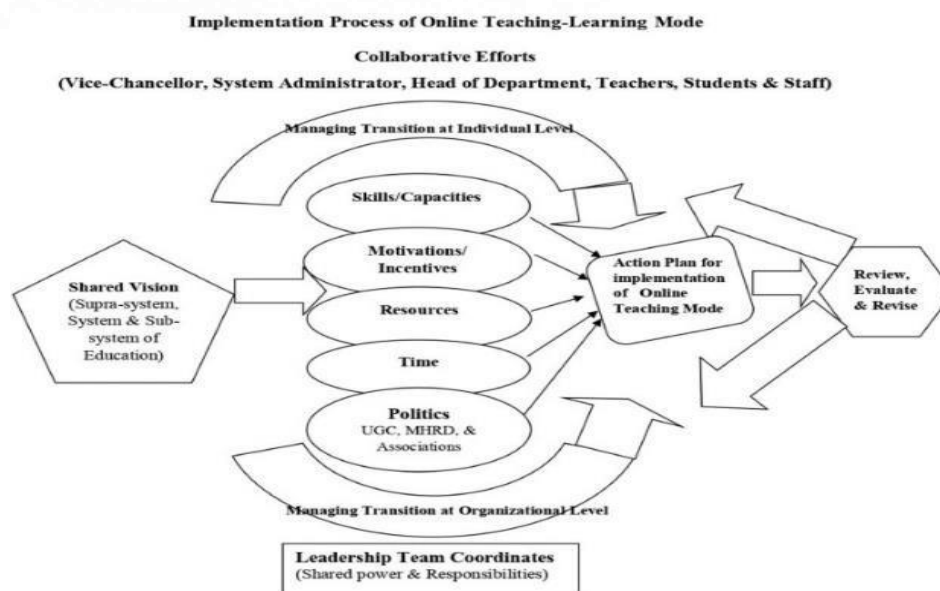 Implementation Process of Online Teaching-Learning Mode
Collaborative Efforts
(Vice-Chancellor, System Administrator, Head of Department, Teachers, Students & Staff)
Managing Transition at Individual Level
Skills/Capacities
Motivations/
Incentives
Resources
Time
Politics
UGC, MHRD, &
Associations
Shared Vision
(Supra-system,
System & Sub-
system of
Education)
Action Plan for
implementation
of Online
Teaching Mode
Review,
Evaluate
& Revise
Managing Transition at Organizational Level
Leadership Team Coordinates
(Shared power & Responsibilities)